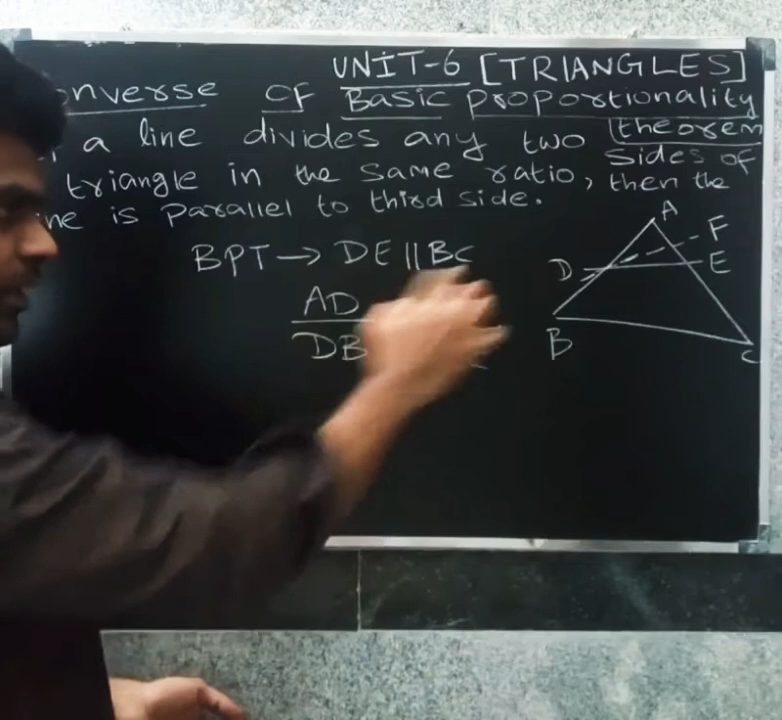 UNIT-6 [TRIANGLES]
onverse OF Basic proportionality
a line divides any two theorem
sides of
triangle in the same ratio, then the
ne is parallel to third side.
BPT → DE || BC
AD
DB
A
F
D
E
B
C